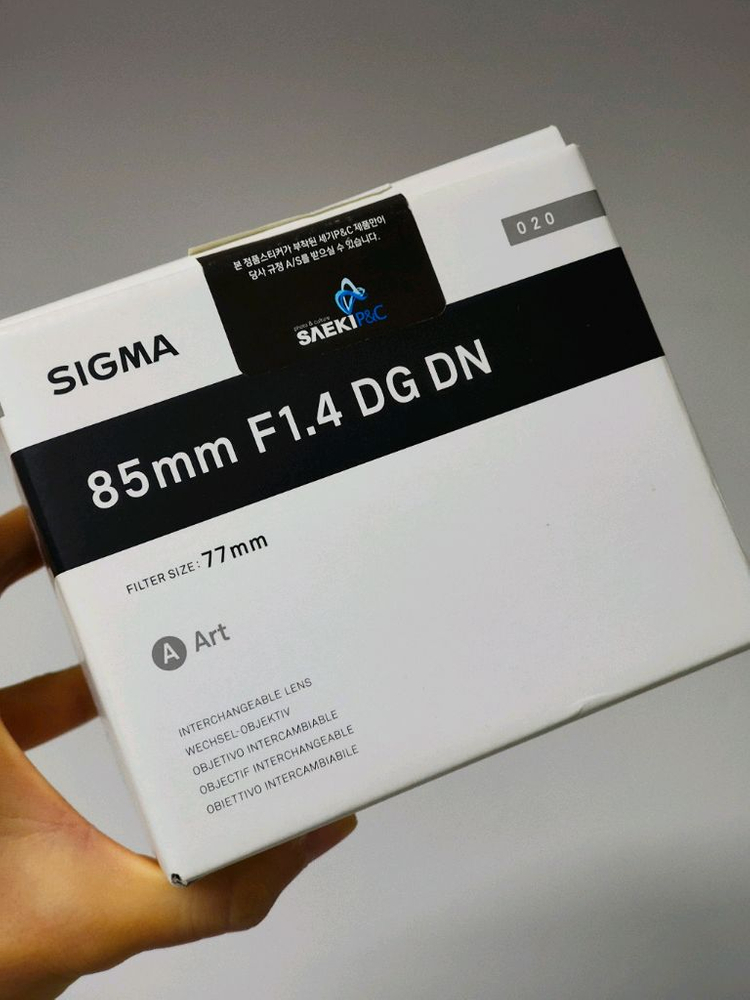 본 정품스티커가 부착된 세기P&C 제품만이
당사 규정 A/S를 받으실 수 있습니다.
photo & culture
SAEKIP&C
020
SIGMA
85mm F1.4 DG DN
FILTER SIZE: 77mm
A Art
INTERCHANGEABLE LENS
WECHSEL-OBJEKTIV
OBJETIVO INTERCAMBIABLE
OBJECTIF INTERCHANGEABLE
OBIETTIVO INTERCAMBIABILE